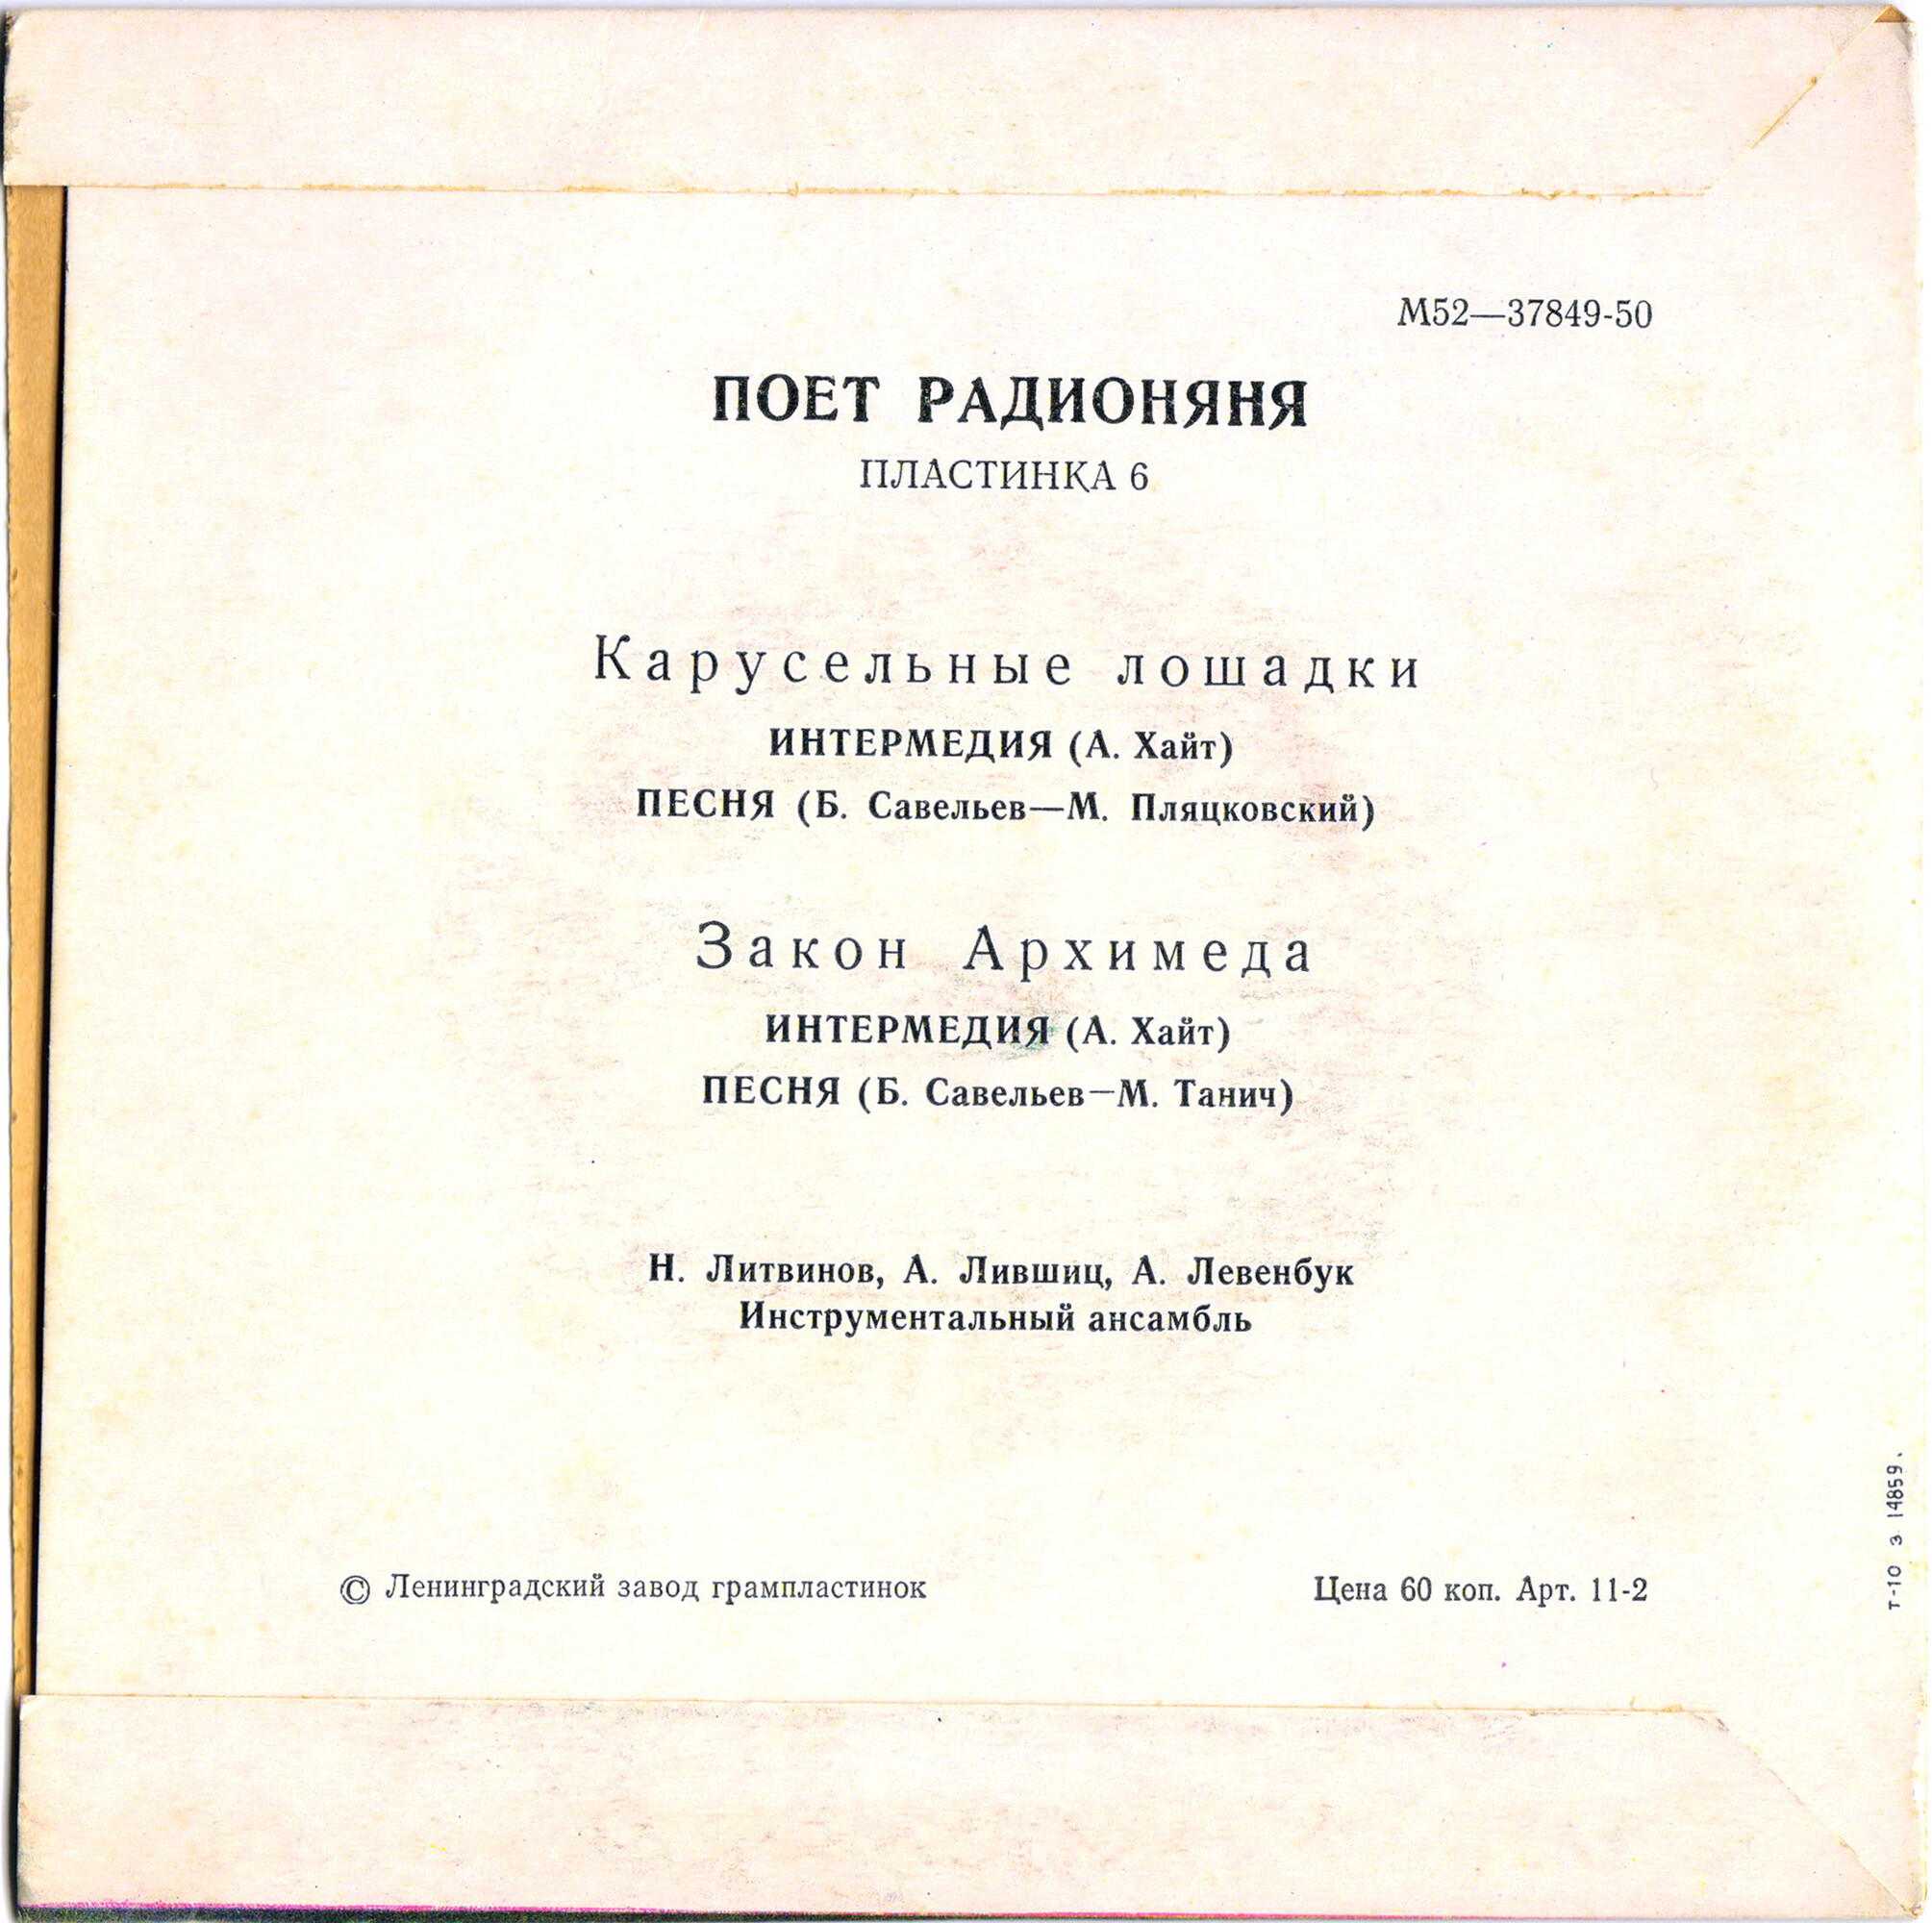 М52—37849-50
ПОЕТ РАДИОНЯНЯ
ПЛАСТИНКА 6
Карусельные лошадки
ИНТЕРМЕДИЯ (А. Хайт)
ПЕСНЯ (Б. Савельев—М. Пляцковский)
Закон Архимеда
ИНТЕРМЕДИЯ (А. Хайт)
ПЕСНЯ (Б. Савельев—М. Танич)
Н. Литвинов, А. Лившиц, А. Левенбук
Инструментальный ансамбль
© Ленинградский завод грампластинок
Цена 60 коп. Арт. 11-2
т-10 з 14859.